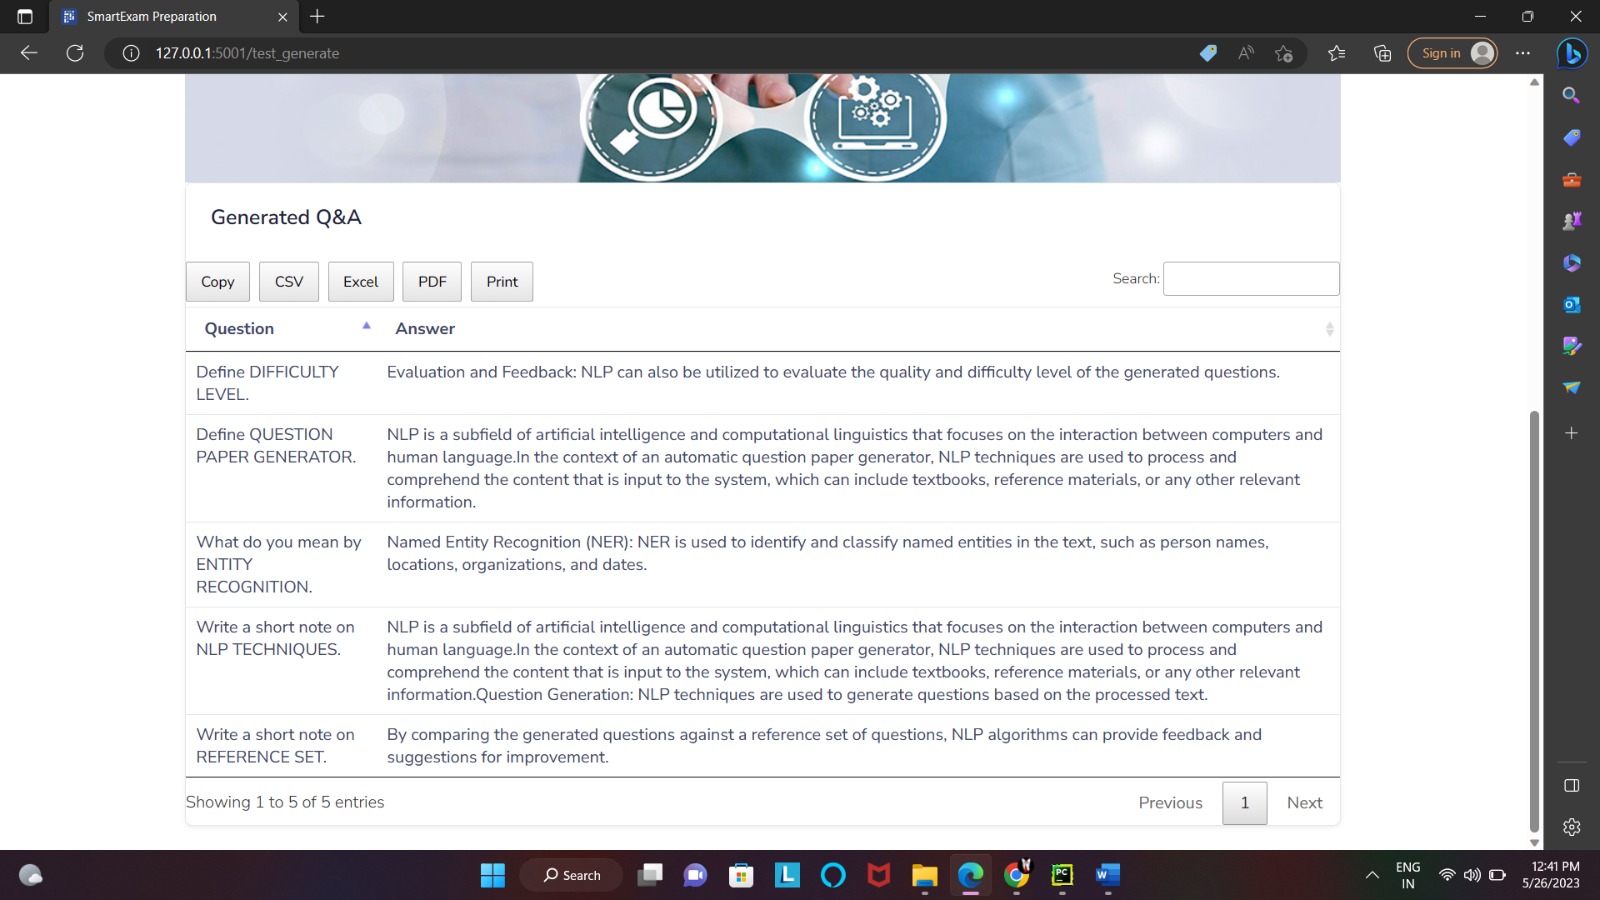 SmartExam Preparation
127.0.0.1:5001/test_generate
Sign in
Generated Q&A
Copy CSV Excel PDF Print Search:
Question Answer
Define DIFFICULTY
LEVEL.
Evaluation and Feedback: NLP can also be utilized to evaluate the quality and difficulty level of the generated questions.
Define QUESTION
PAPER GENERATOR.
NLP is a subfield of artificial intelligence and computational linguistics that focuses on the interaction between computers and
human language.In the context of an automatic question paper generator, NLP techniques are used to process and
comprehend the content that is input to the system, which can include textbooks, reference materials, or any other relevant
information.
What do you mean by
ENTITY
RECOGNITION.
Named Entity Recognition (NER): NER is used to identify and classify named entities in the text, such as person names,
locations, organizations, and dates.
Write a short note on
NLP TECHNIQUES.
NLP is a subfield of artificial intelligence and computational linguistics that focuses on the interaction between computers and
human language.In the context of an automatic question paper generator, NLP techniques are used to process and
comprehend the content that is input to the system, which can include textbooks, reference materials, or any other relevant
information.Question Generation: NLP techniques are used to generate questions based on the processed text.
Write a short note on
REFERENCE SET.
By comparing the generated questions against a reference set of questions, NLP algorithms can provide feedback and
suggestions for improvement.
Showing 1 to 5 of 5 entries
Previous 1 Next
Search
ENG
IN
12:41 PM
5/26/2023